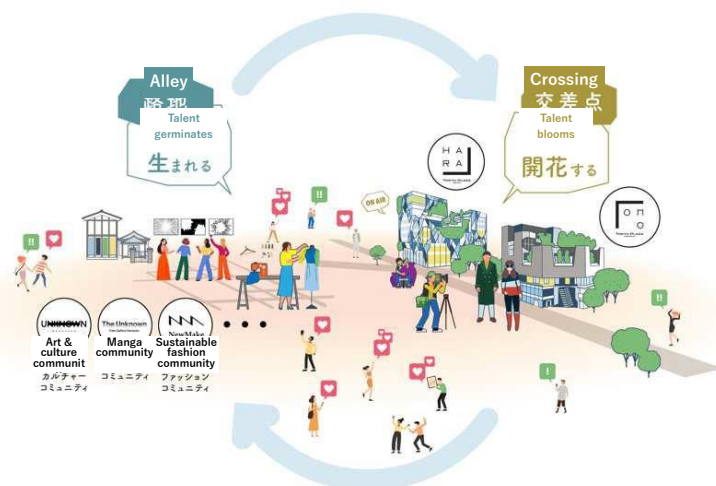 Alley
Talent
germinates
生まれる
Crossing
交差点
Talent
blooms
開花する
HA
RA
OM
O
ON AIR
!!
!!
!!
!
UNKNOWN
The Unknown
NewMake
Art &
culture
communit
カルチャー
コミュニティ
Manga
community
コミュニティ
Sustainable
fashion
community
ファッション
コミュニティ